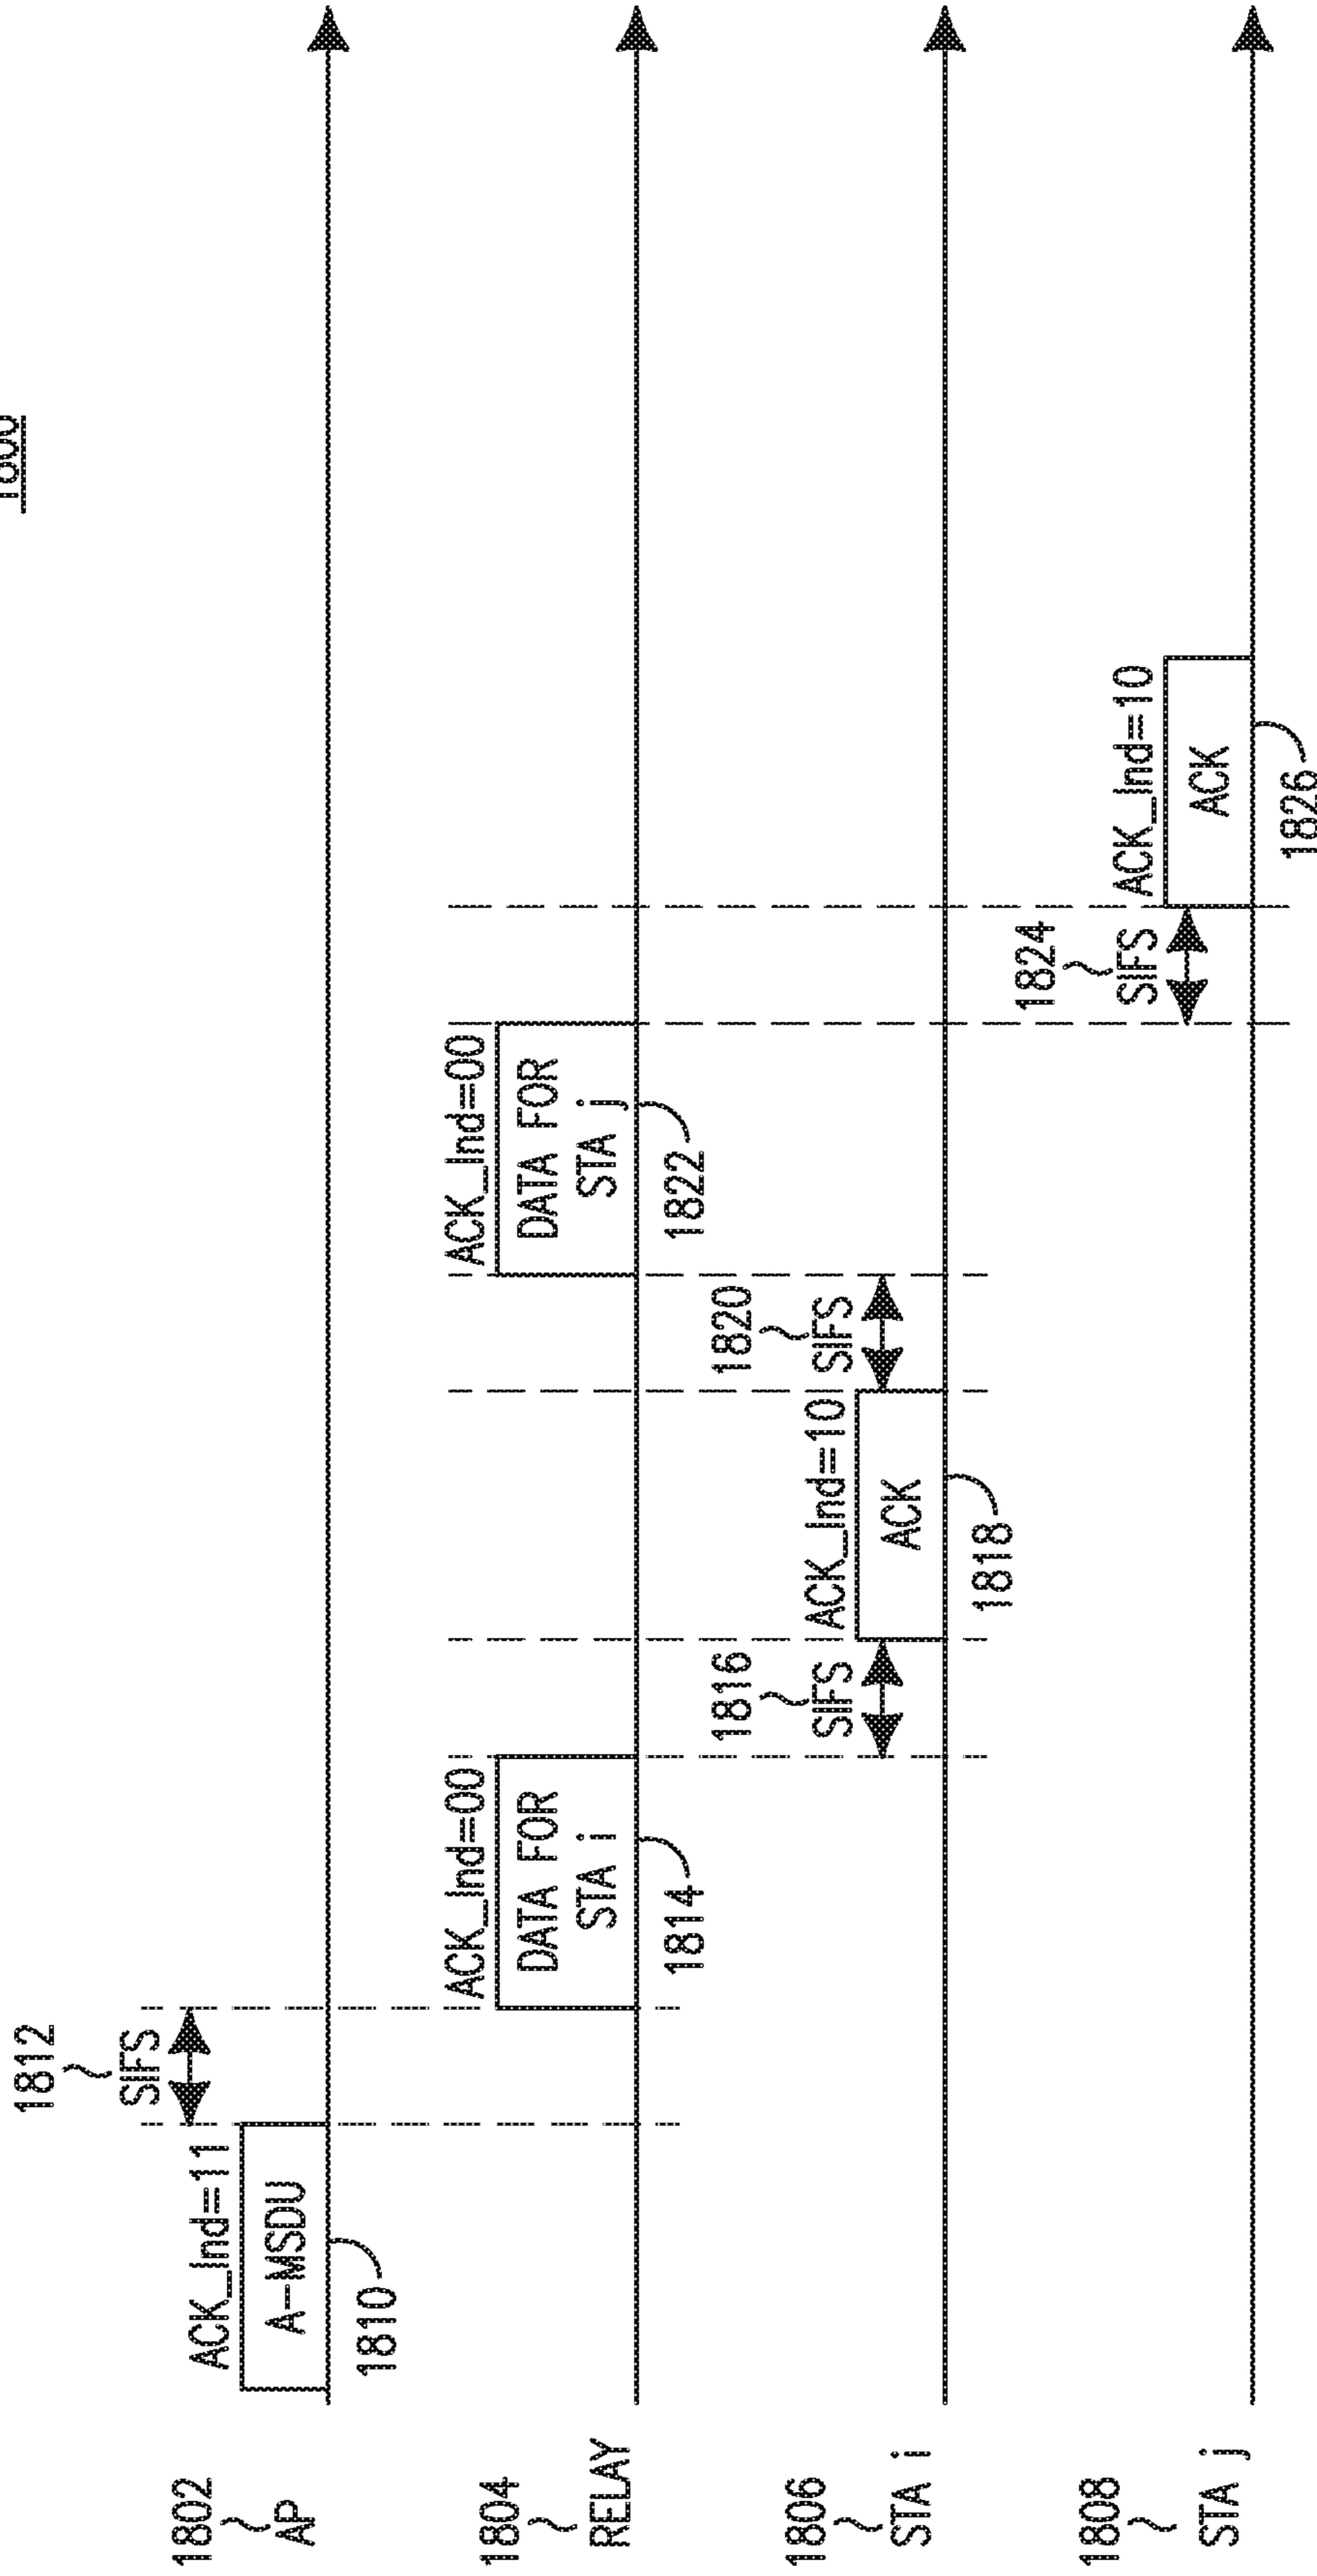 1800
1802
AP
ACK_Ind=11
A-MSDU
1810
1812
SIFS
1804
RELAY
ACK_Ind=00
DATA FOR
STA i
1814
ACK_Ind=00
DATA FOR
STA j
1822
1806
STA i
1816
SIFS
ACK_Ind=10
ACK
1818
1820
SIFS
1808
STA j
1824
SIFS
ACK_Ind=10
ACK
1826